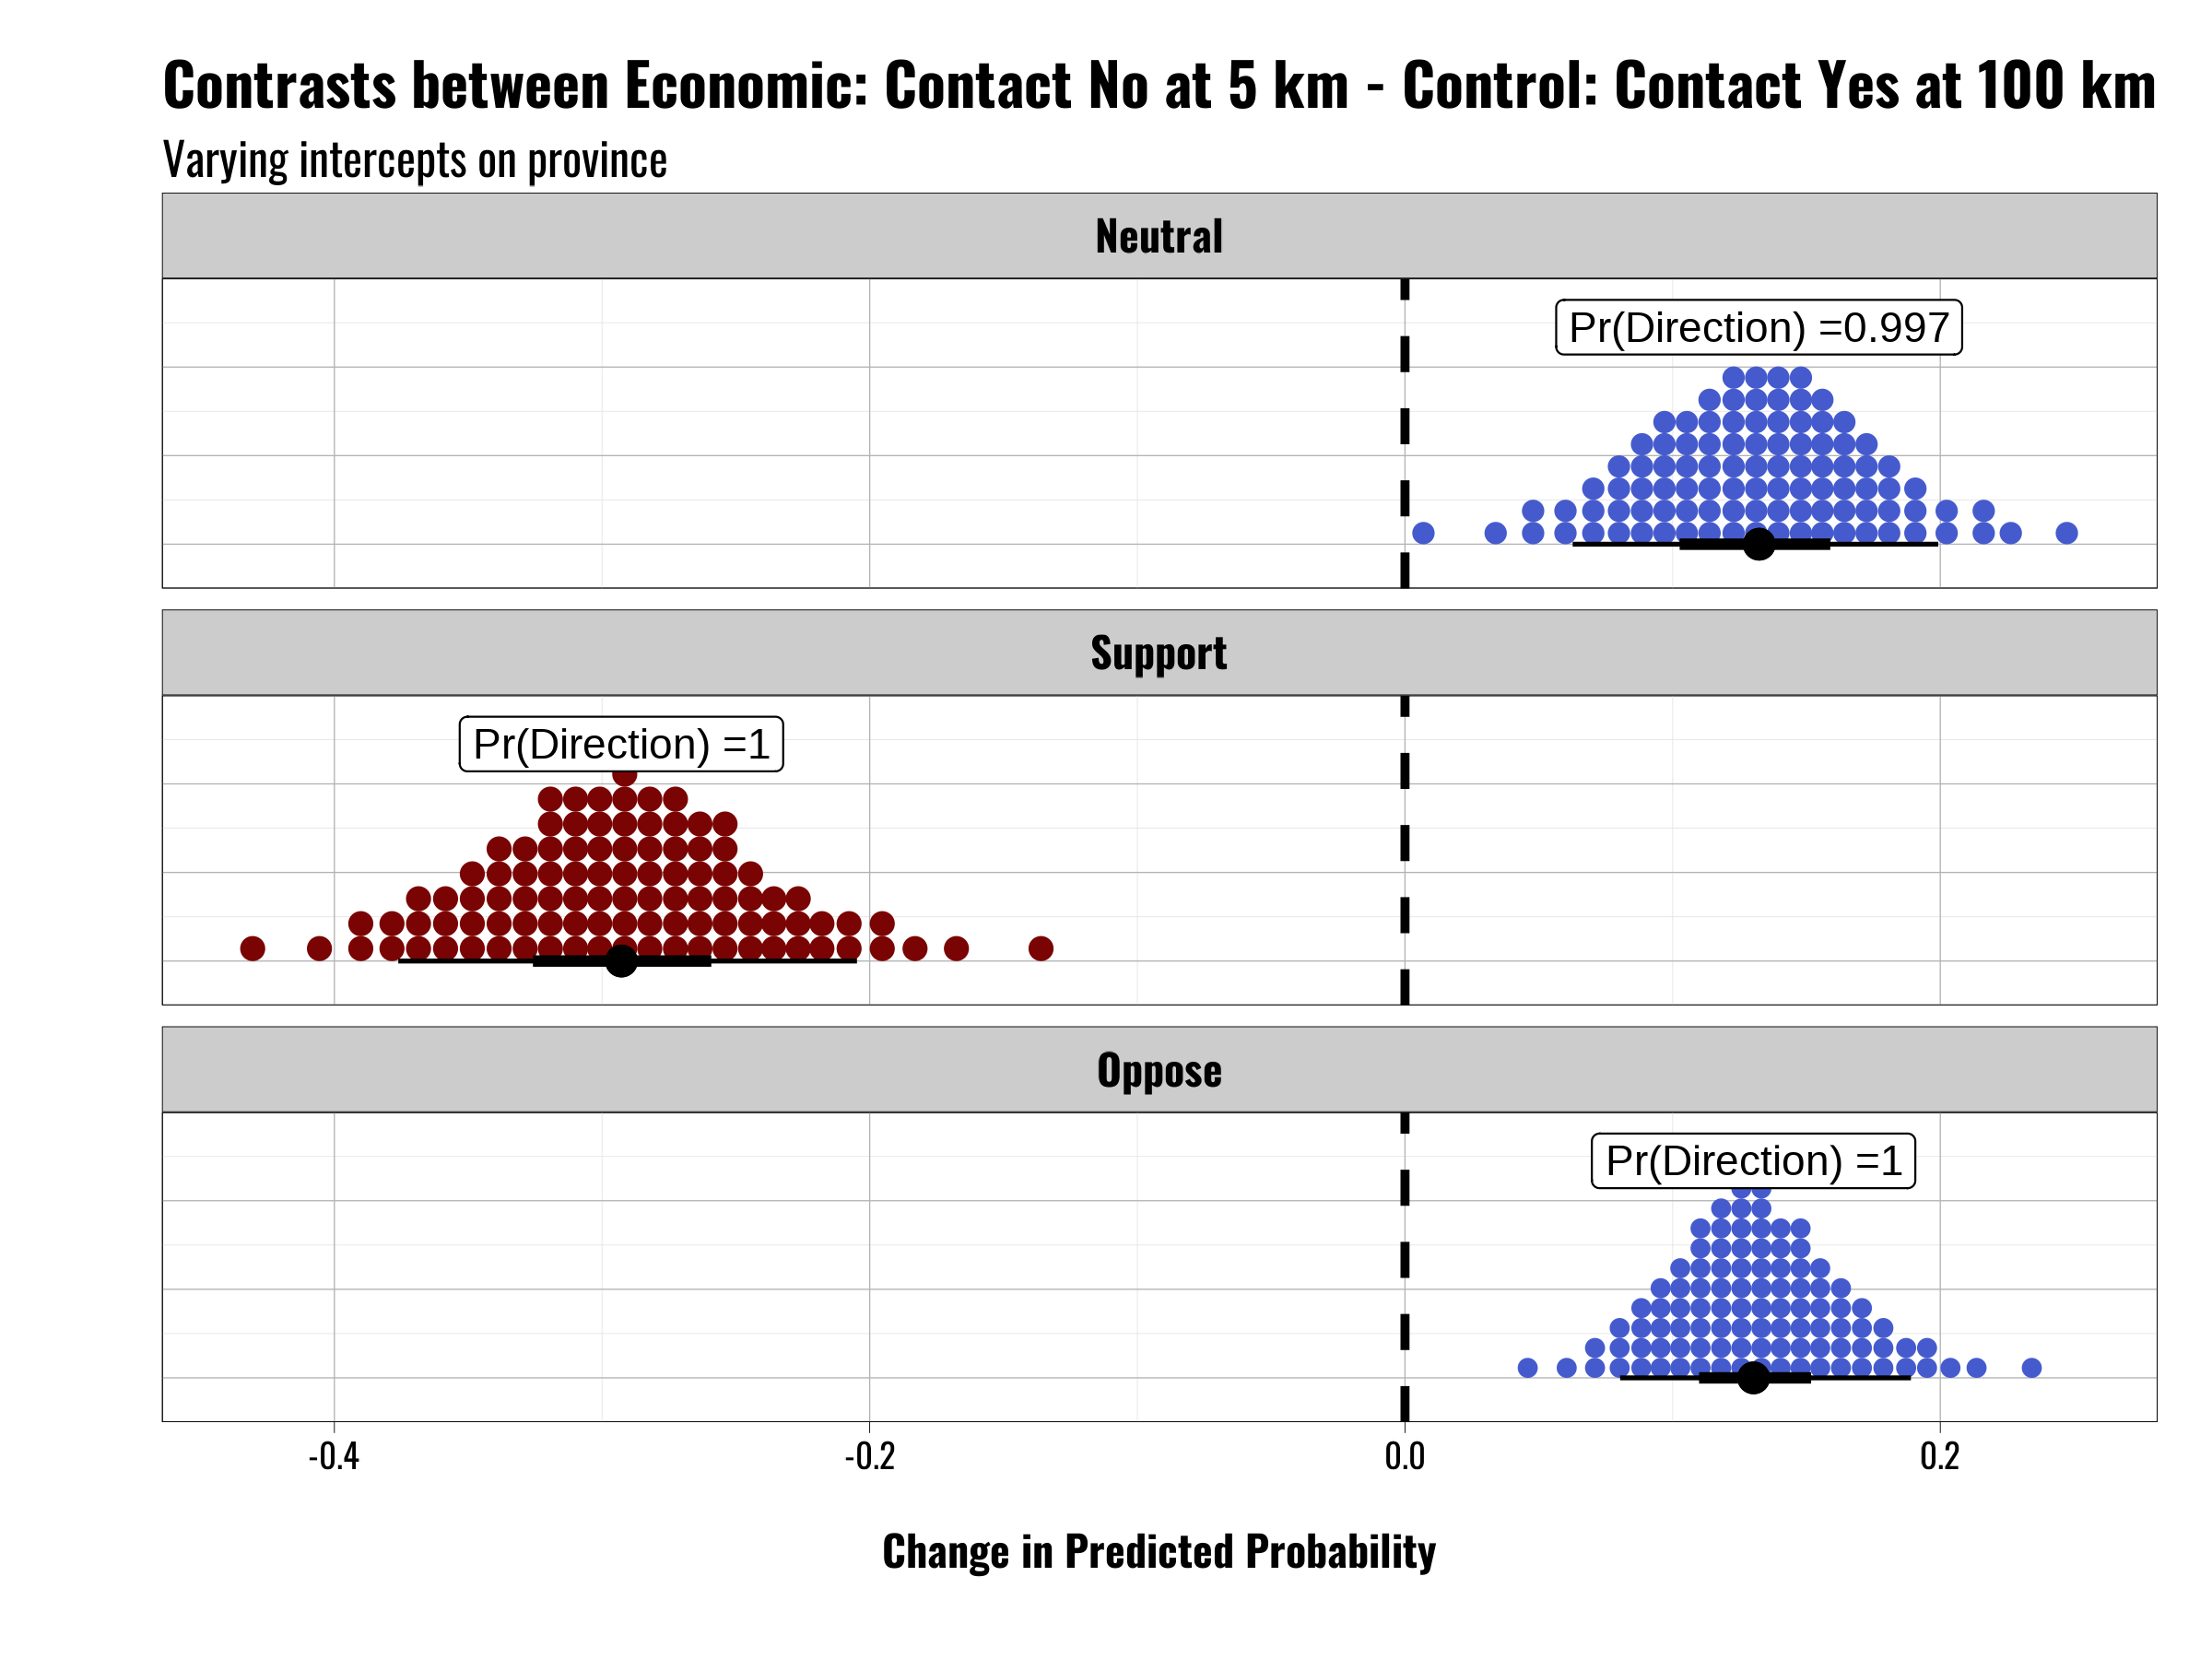 Contrasts between Economic: Contact No at 5 km - Control: Contact Yes at 100 km
Varying intercepts on province
Neutral
Pr(Direction) =0.997
Support
Pr(Direction) =1
Oppose
Pr(Direction) =1
-0.4 -0.2 0.0 0.2
Change in Predicted Probability